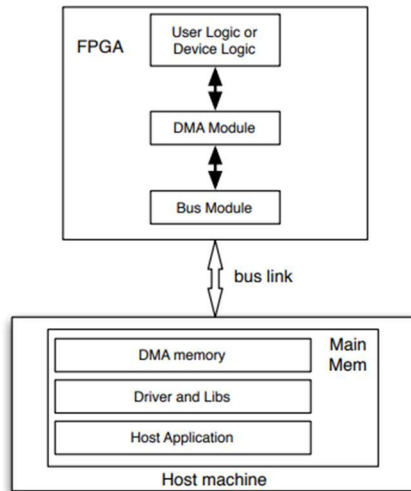 FPGA
User Logic or
Device Logic
DMA Module
Bus Module
bus link
DMA memory
Main
Mem
Driver and Libs
Host Application
Host machine